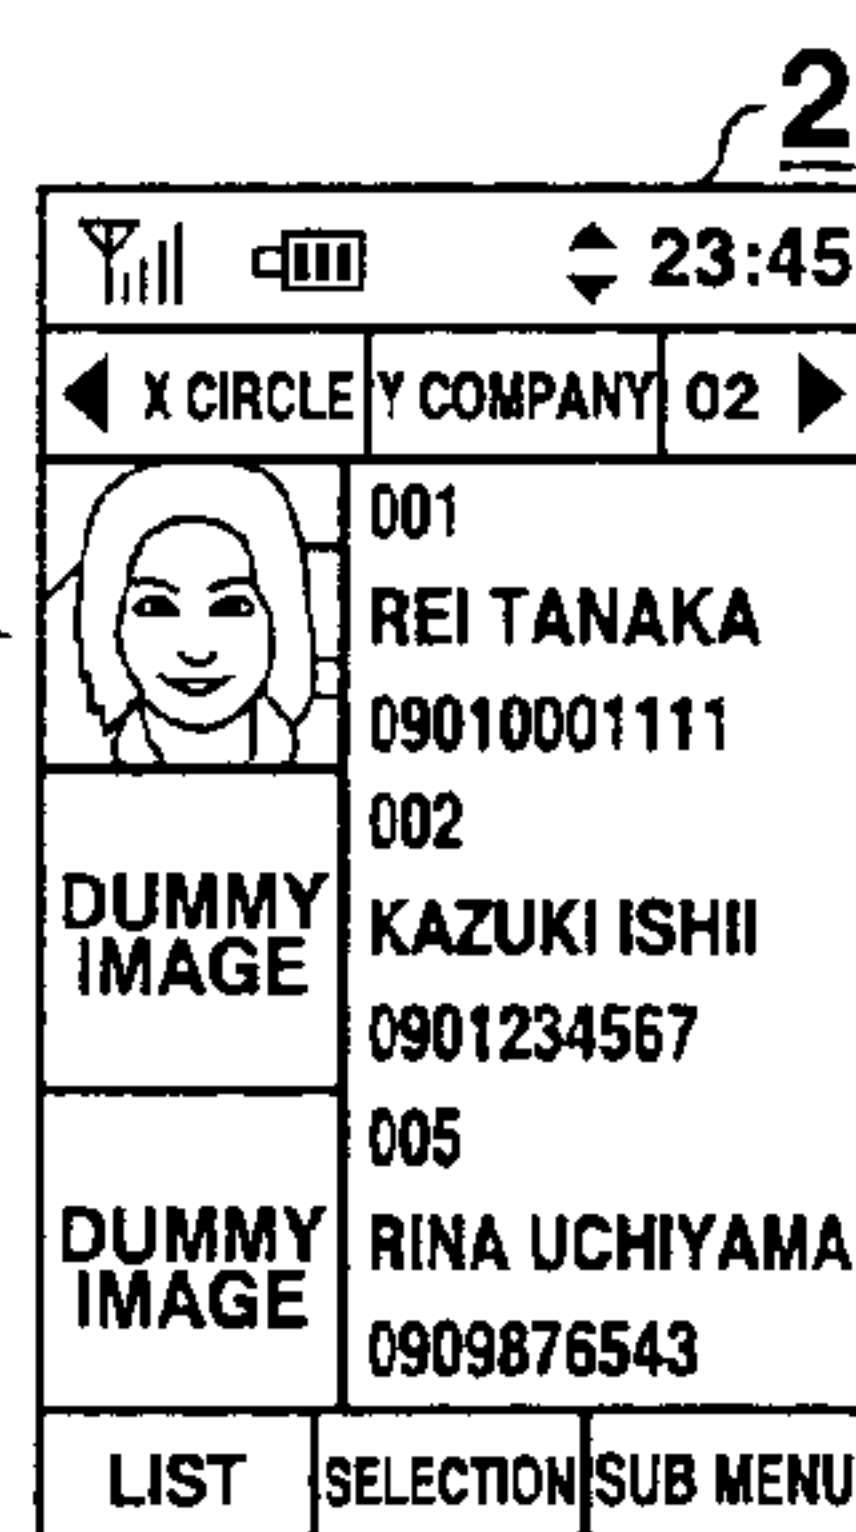 2
23:45
X CIRCLE Y COMPANY 02
001
REI TANAKA
09010001111
002
DUMMY IMAGE
KAZUKI ISHII
0901234567
005
DUMMY IMAGE
RINA UCHIYAMA
0909876543
LIST SELECTION SUB MENU